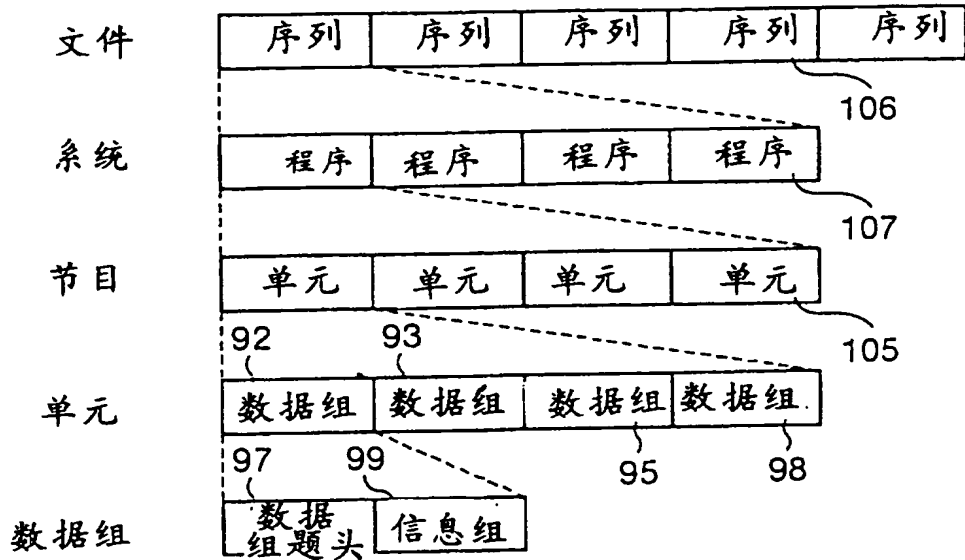 文件 序列 序列 序列 序列 序列
106
系统 程序 程序 程序 程序
107
节目 单元 单元 单元 单元
92 93 105
单元 数据组 数据组 数据组 数据组
97 99 95 98
数据组 数据组题头 信息组